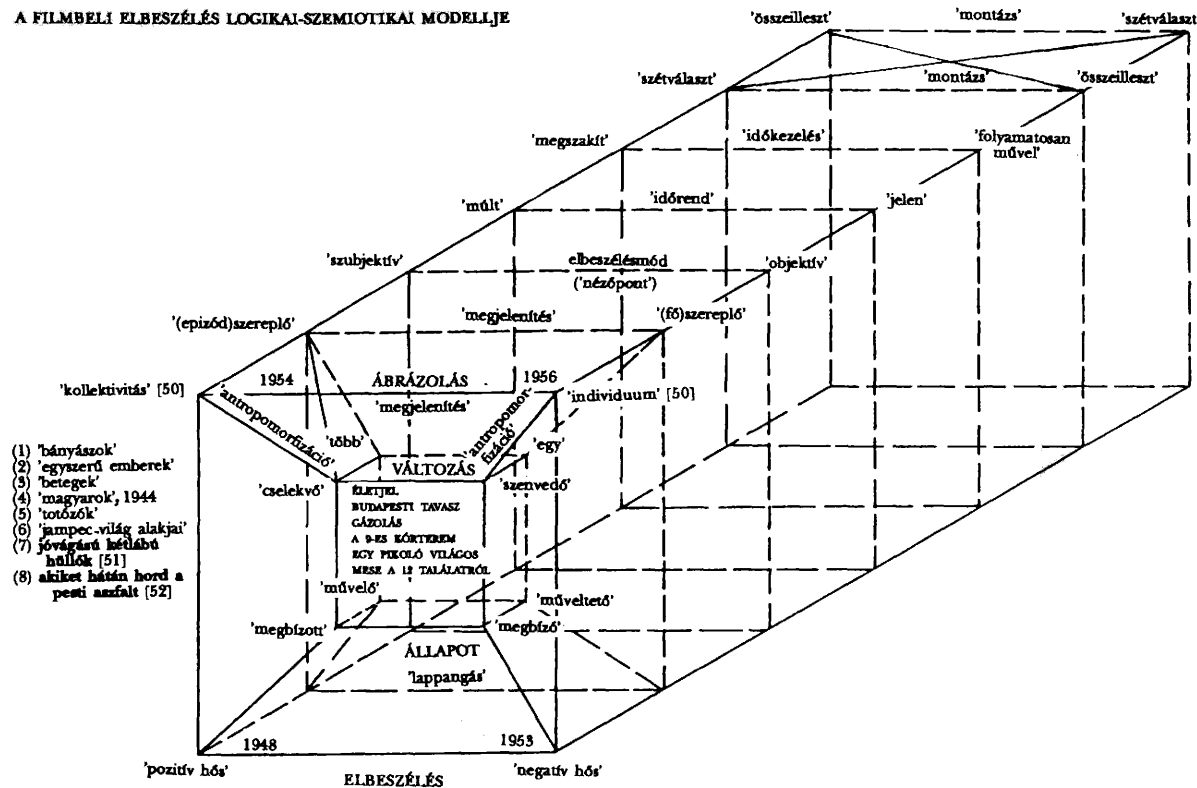 A FILMBELI ELBESZÉLÉS LOGIKAI-SZEMIOTIKAI MODELLJE
'összeilleszt'
'montázs'
'szétválaszt
'szétválaszt'
'montázs'
'összeilleszt'
'megszakít'
'időkezelés'
'folyamatosan
művel'
'múlt'
'időrend'
'jelen'
'szubjektív'
elbeszélésmód
('nézőpont')
'objektív'
'(epizód)szereplő'
'megjelenítés'
'(fő)szereplő'
'kollektivitás' [50]
1954
ÁBRÁZOLÁS
1956
'individuum' [50]
'megjelenítés'
'antropomorfizáció'
'antropomor-
fizáció'
'több'
'egy'
VÁLTOZÁS
'cselekvő'
'szenvedő'
(1) 'bányászok'
(2) 'egyszerű emberek'
(3) 'betegek'
(4) 'magyarok', 1944
(5) 'totózók'
(6) 'jampec-világ alakjai'
(7) jóvágású kétlábú
hüllők [51]
(8) akiket hátán hord a
pesti aszfalt [52]
ÉLETJEL
BUDAPESTI TAVASZ
GÁZOLÁS
A 9-ES KÓRTEREM
EGY PIKOLÓ VILÁGOS
MESE A 12 TALÁLATRÓL
'művelő'
'műveltető'
'megbízott'
'megbízó'
ÁLLAPOT
'lappangás'
1948
1953
'pozitív hős'
'negatív hős'
ELBESZÉLÉS